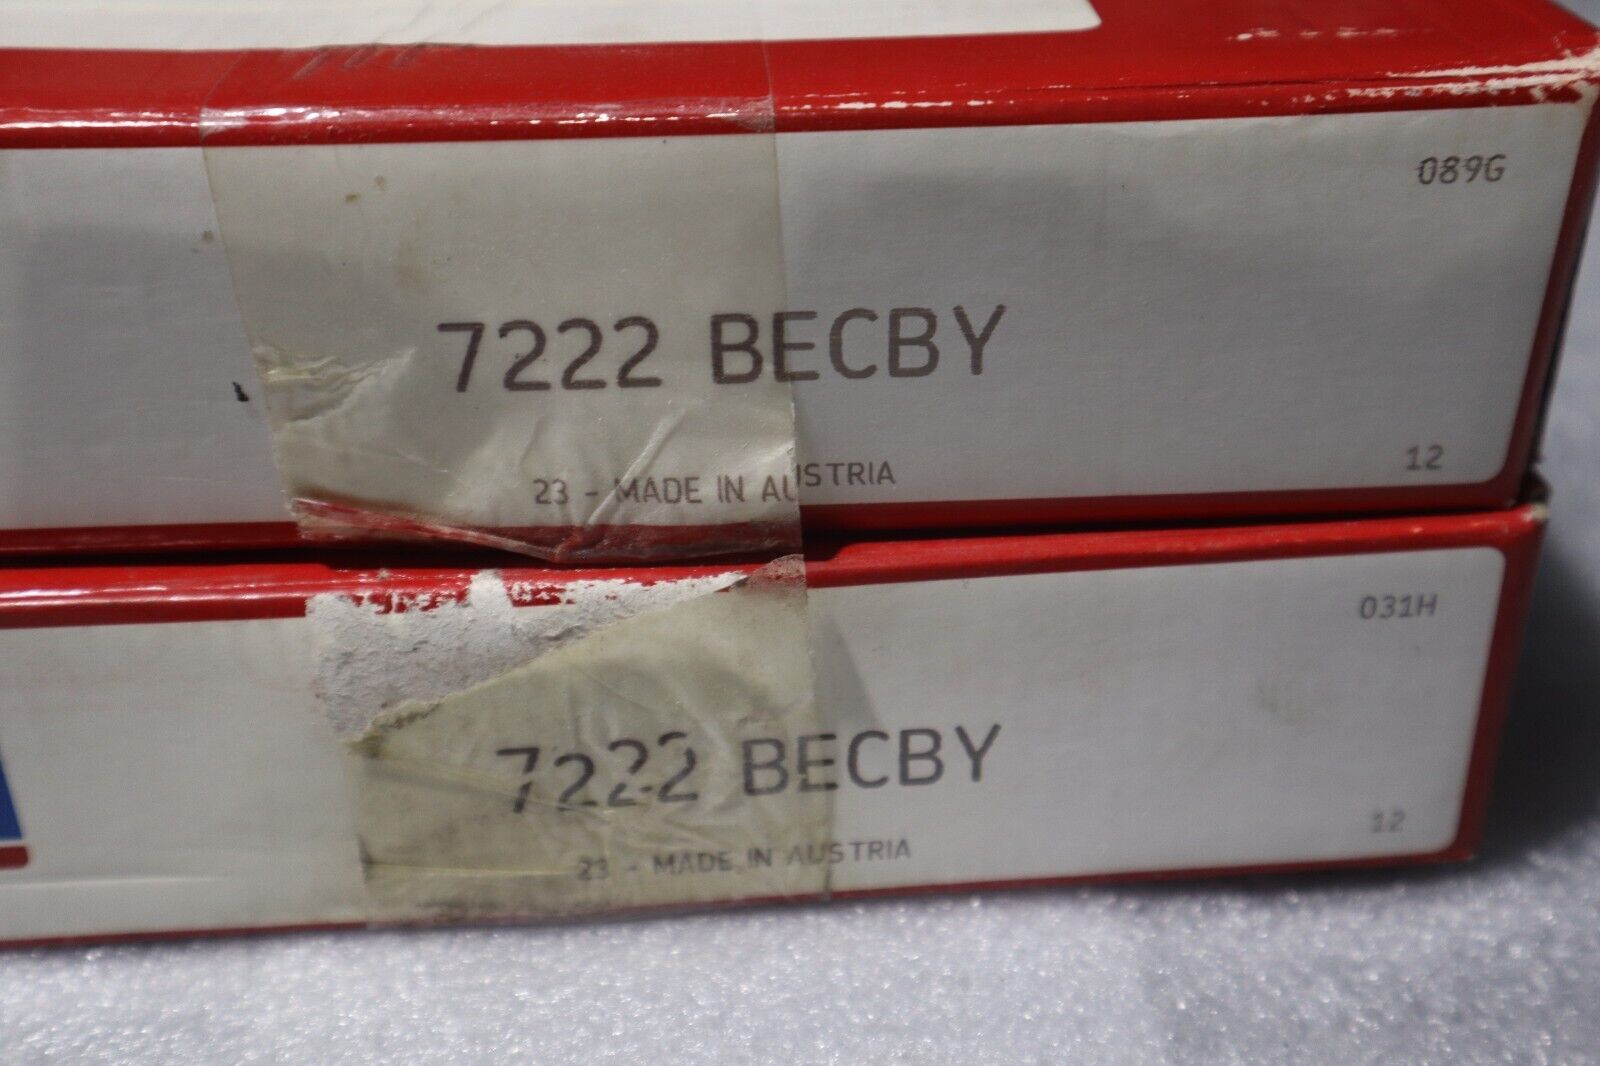 089G
7222 BECBY
23 - MADE IN AUSTRIA
12
031H
7222 BECBY
23 - MADE IN AUSTRIA
12